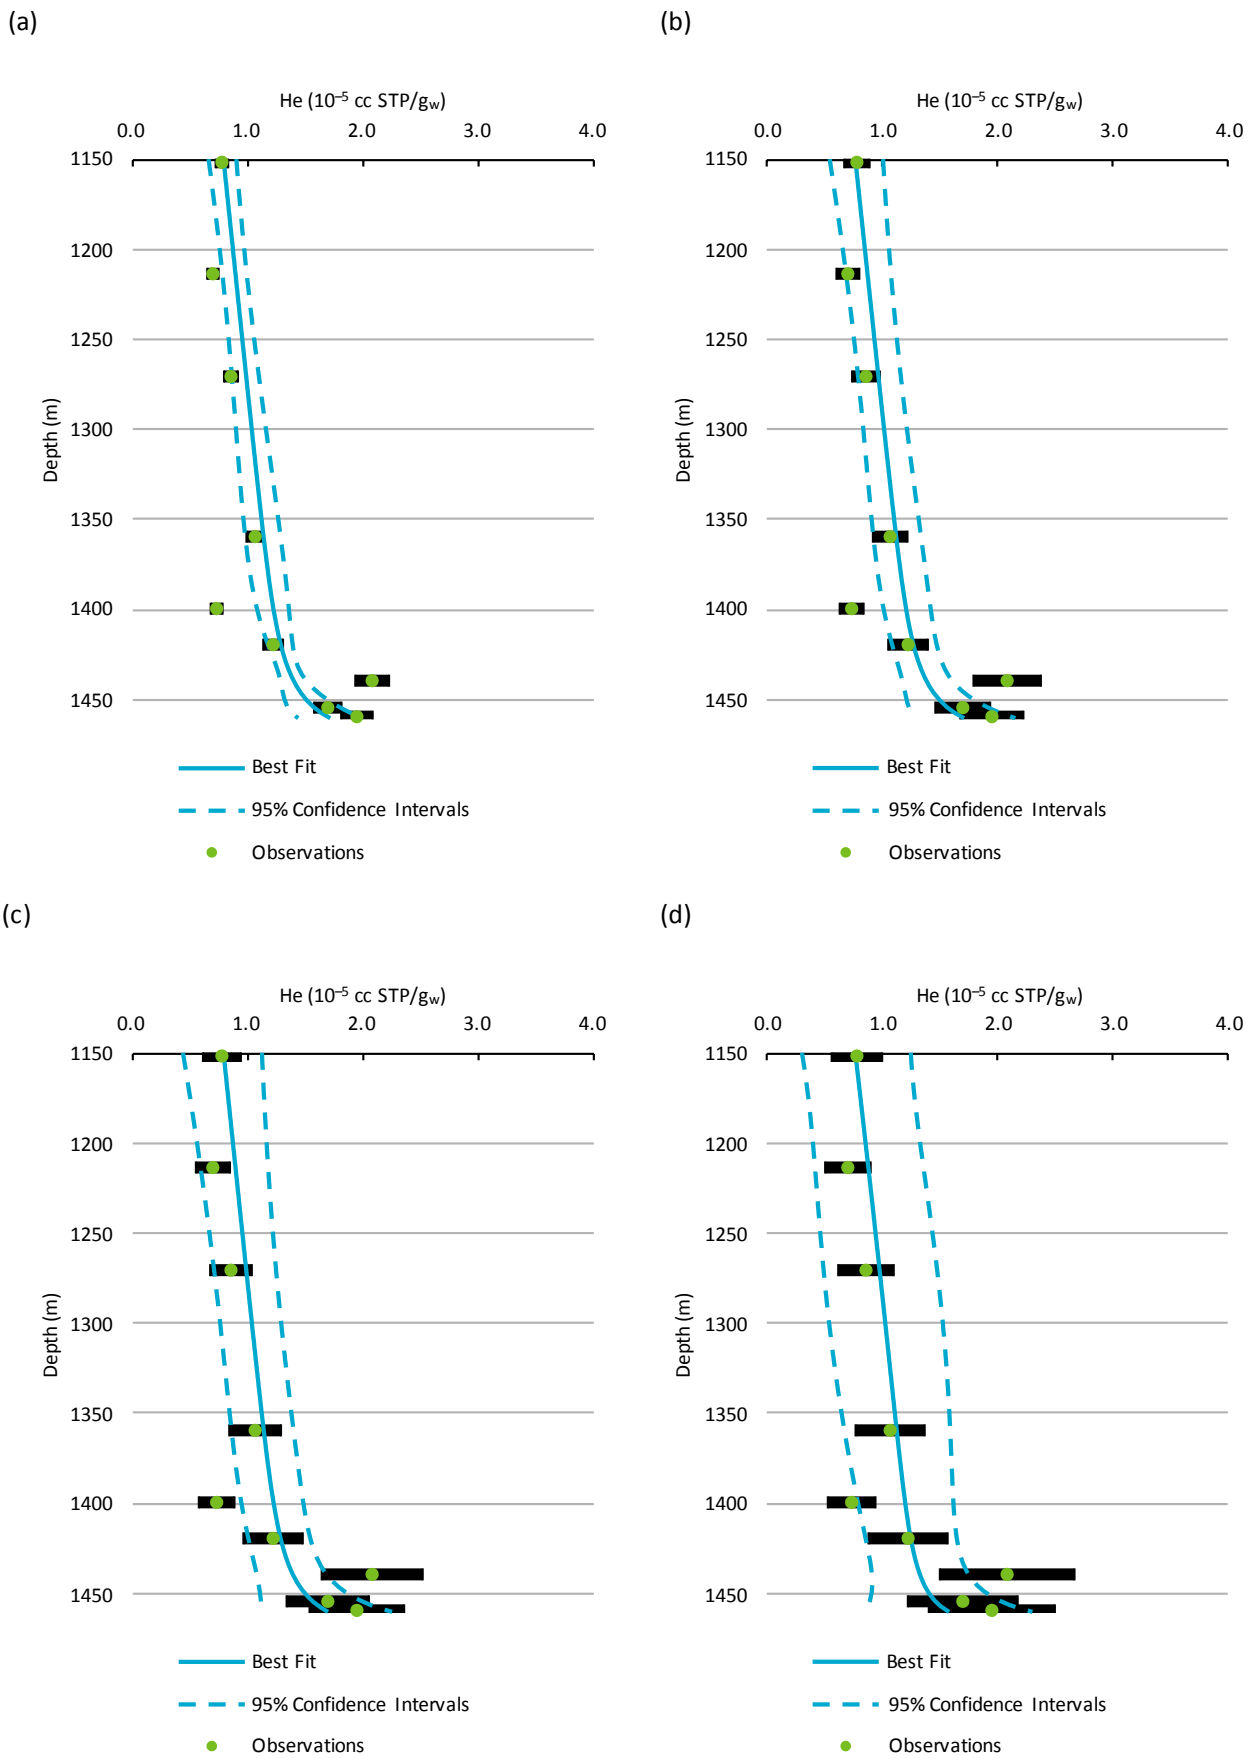 (a)
He (10⁻⁵ cc STP/gw)
0.0 1.0 2.0 3.0 4.0
1150
1200
1250
1300
1350
1400
1450
Depth (m)
Best Fit
95% Confidence Intervals
Observations
(b)
He (10⁻⁵ cc STP/gw)
0.0 1.0 2.0 3.0 4.0
1150
1200
1250
1300
1350
1400
1450
Depth (m)
Best Fit
95% Confidence Intervals
Observations
(c)
He (10⁻⁵ cc STP/gw)
0.0 1.0 2.0 3.0 4.0
1150
1200
1250
1300
1350
1400
1450
Depth (m)
Best Fit
95% Confidence Intervals
Observations
(d)
He (10⁻⁵ cc STP/gw)
0.0 1.0 2.0 3.0 4.0
1150
1200
1250
1300
1350
1400
1450
Depth (m)
Best Fit
95% Confidence Intervals
Observations